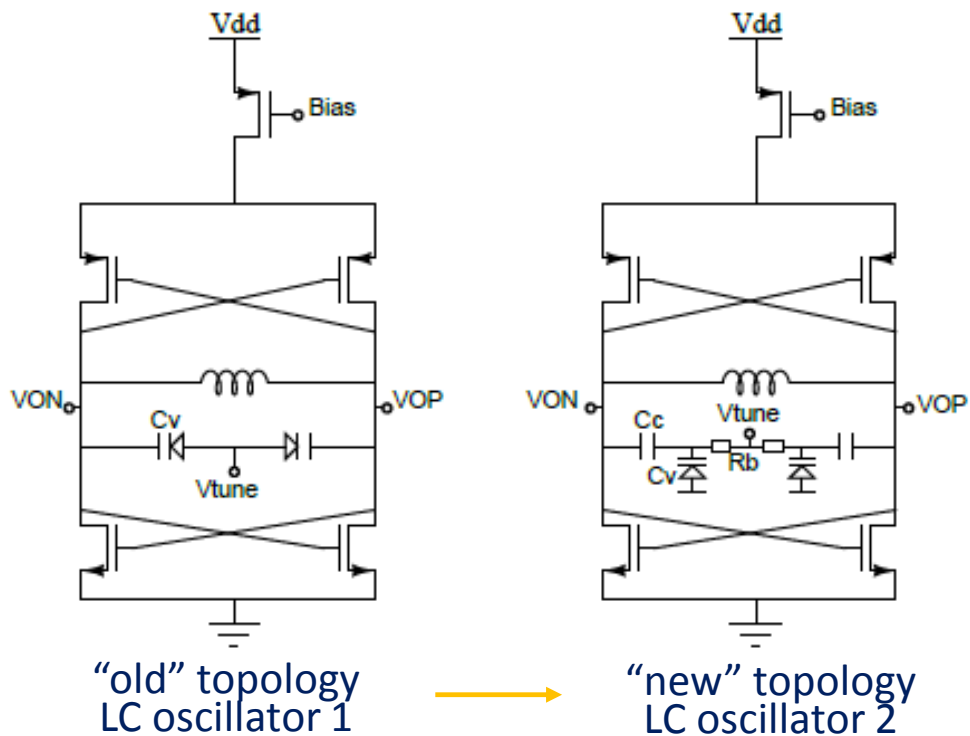 Vdd
Bias
VON
VOP
Cv
Vtune
"old" topology
LC oscillator 1
Vdd
Bias
VON
VOP
Vtune
Cc
Rb
Cv
"new" topology
LC oscillator 2